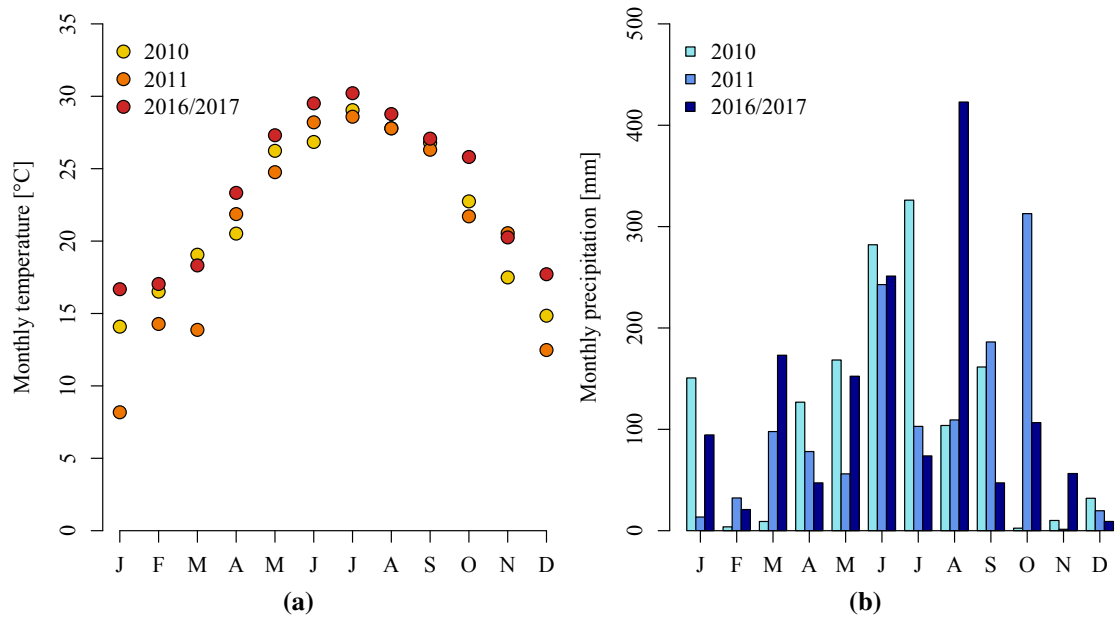 Monthly temperature [°C]
0 5 10 15 20 25 30 35
2010
2011
2016/2017
J F M A M J J A S O N D
(a)
Monthly precipitation [mm]
0 100 200 300 400 500
2010
2011
2016/2017
J F M A M J J A S O N D
(b)